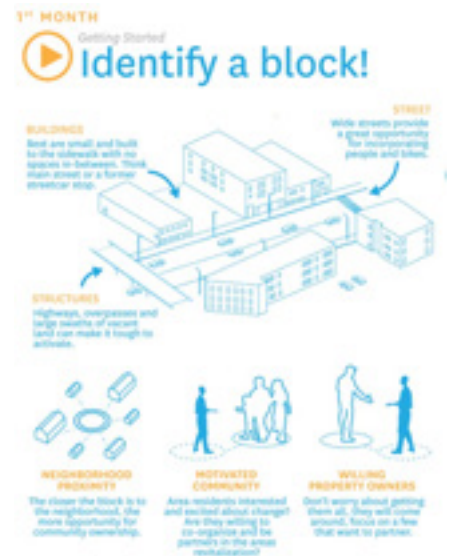 1ST MONTH
Getting Started
Identify a block!
STREET
Wide streets provide
a great opportunity
for incorporating
people and bikes.
BUILDINGS
Best are small and built
to the sidewalk with no
spaces in-between. Think
main street or a former
streetcar stop.
STRUCTURES
Highways, overpasses and
large swaths of vacant
land can make it tough to
activate.
NEIGHBORHOOD
PROXIMITY
The closer the block is to
the neighborhood, the
more opportunity for
community ownership.
MOTIVATED
COMMUNITY
Area residents interested
and excited about change?
Are they willing to
co-organize and be
partners in the areas
revitalization?
WILLING
PROPERTY OWNERS
Don't worry about getting
them all, they will come
around, focus on a few
that want to partner.